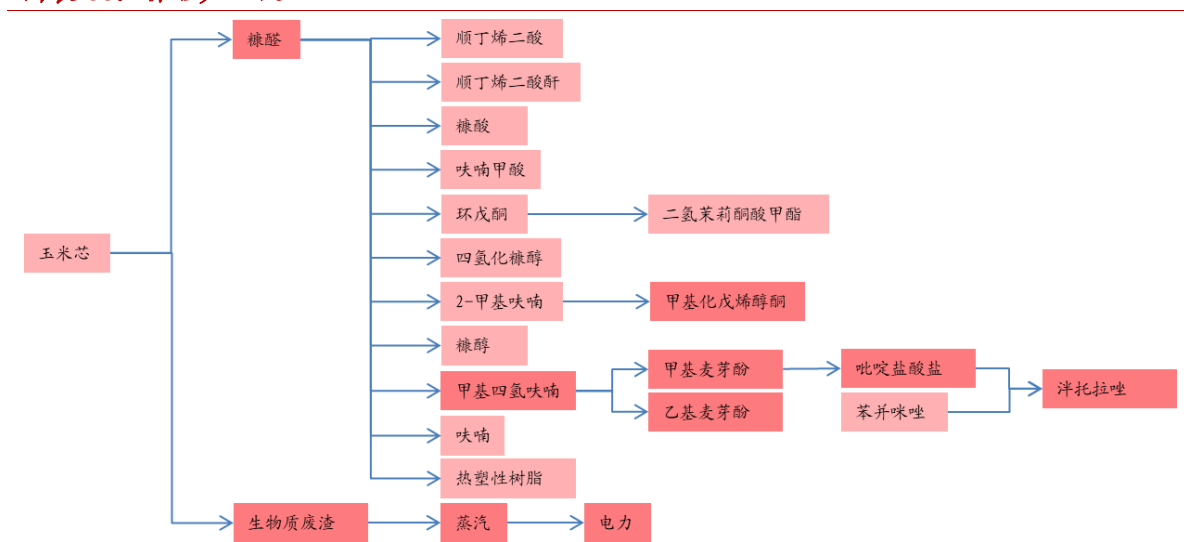 糠醛
顺丁烯二酸
顺丁烯二酸酐
糠酸
呋喃甲酸
环戊酮
二氢茉莉酮酸甲酯
玉米芯
四氢化糠醇
2-甲基呋喃
甲基化戊烯醇酮
糠醇
甲基四氢呋喃
甲基麦芽酚
吡啶盐酸盐
乙基麦芽酚
苯并咪唑
泮托拉唑
呋喃
热塑性树脂
生物质废渣
蒸汽
电力